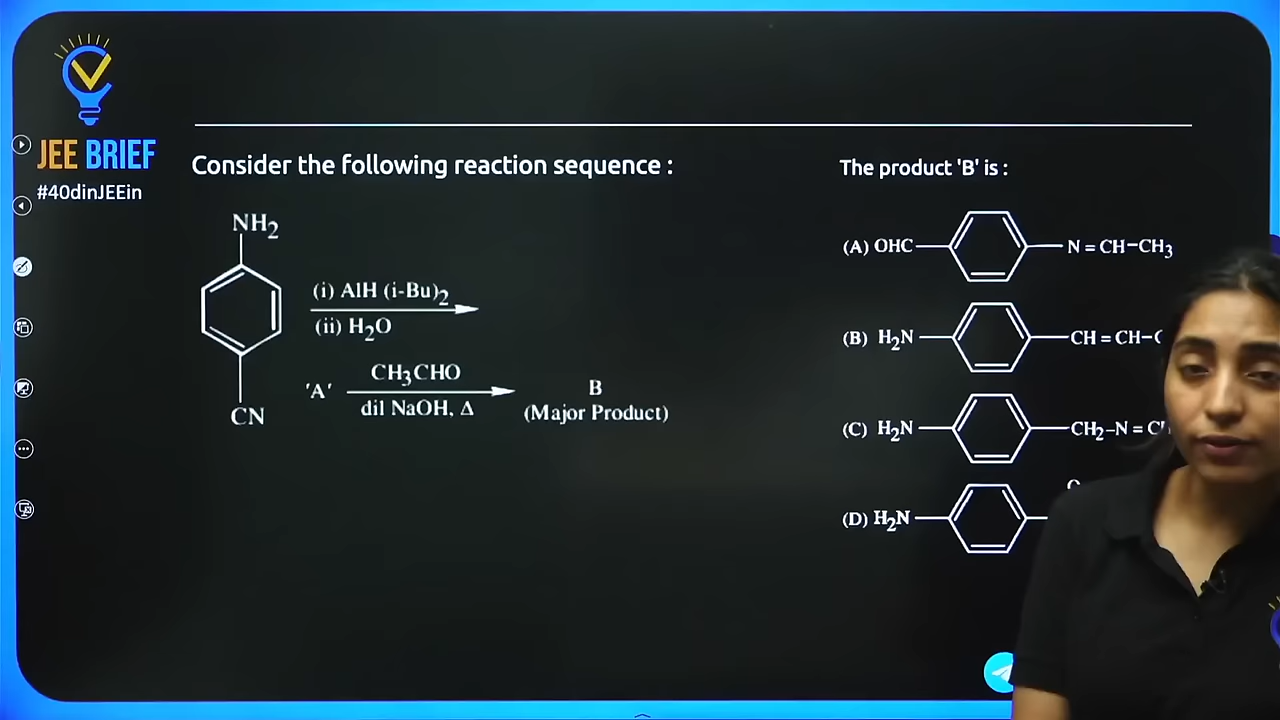 JEE BRIEF
#40dinJEEin
Consider the following reaction sequence :
NH₂
(i) AlH (i-Bu)₂
(ii) H₂O
CN
'A'
CH₃CHO
dil NaOH, Δ
B
(Major Product)
The product 'B' is :
(A) OHC N = CH−CH₃
(B) H₂N CH = CH−
(C) H₂N CH₂−N =
(D) H₂N